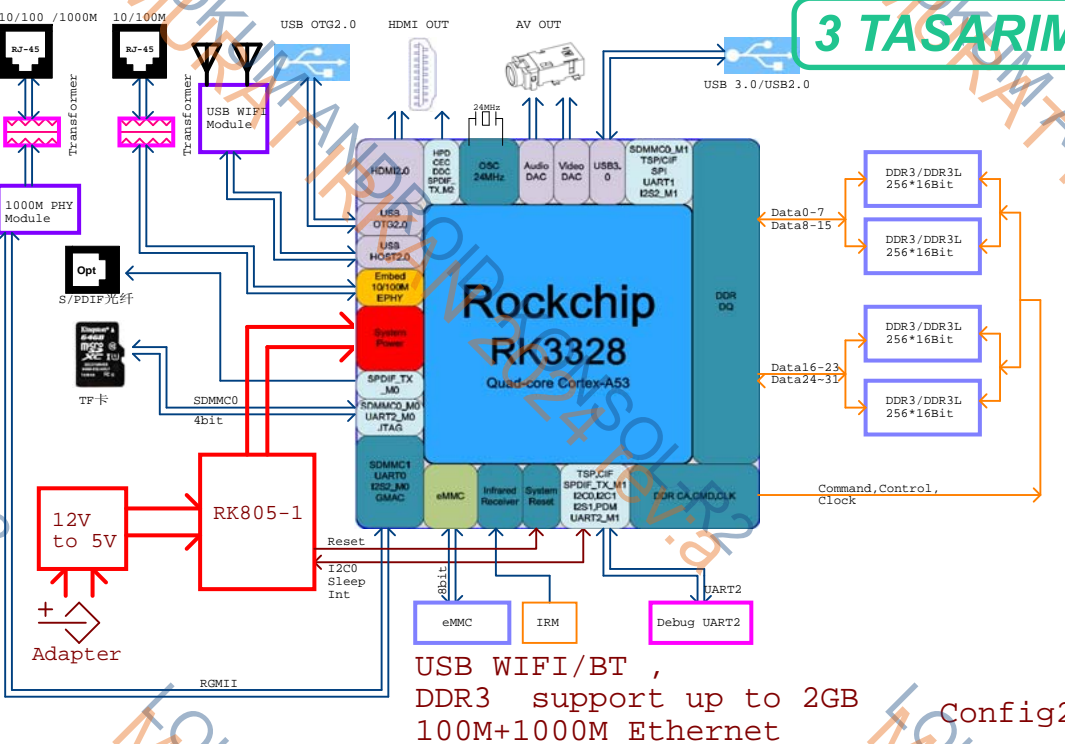 10/100 /1000M
10/100M
USB OTG2.0
HDMI OUT
AV OUT
3 TASARIM
RJ-45
RJ-45
Transformer
Transformer
USB WIFI
Module
24MHz
USB 3.0/USB2.0
1000M PHY
Module
HDMI2.0
HPD
CEC
DDC
SPDIF_
TX_M2
OSC
24MHz
Audio
DAC
Video
DAC
USB3.
0
SDMMC0_M1
TSP/CIF
SPI
UART1
I2S2_M1
USB
OTG2.0
USB
HOST2.0
Embed
10/100M
EPHY
System
Power
SPDIF_TX
_M0
SDMMC0_M0
UART2_M0
JTAG
SDMMC1
UART0
I2S2_M0
GMAC
Rockchip
RK3328
Quad-core Cortex-A53
DDR
DQ
Data0-7
Data8-15
DDR3/DDR3L
256*16Bit
DDR3/DDR3L
256*16Bit
DDR3/DDR3L
256*16Bit
DDR3/DDR3L
256*16Bit
Data16-23
Data24~31
Opt
S/PDIF光纤
Kingston
64GB
micro
XC
TF卡
SDMMC0
4bit
eMMC
Infrared
Receiver
System
Reset
TSP,CIF
SPDIF_TX_M1
I2C0,I2C1
I2S1,PDM
UART2_M1
DDR CA,CMD,CLK
Command,Control,
Clock
12V
to 5V
RK805-1
Reset
I2C0
Sleep
Int
Adapter
8bit
eMMC
IRM
UART2
Debug UART2
RGMII
USB WIFI/BT ,
DDR3 support up to 2GB
100M+1000M Ethernet
Config2